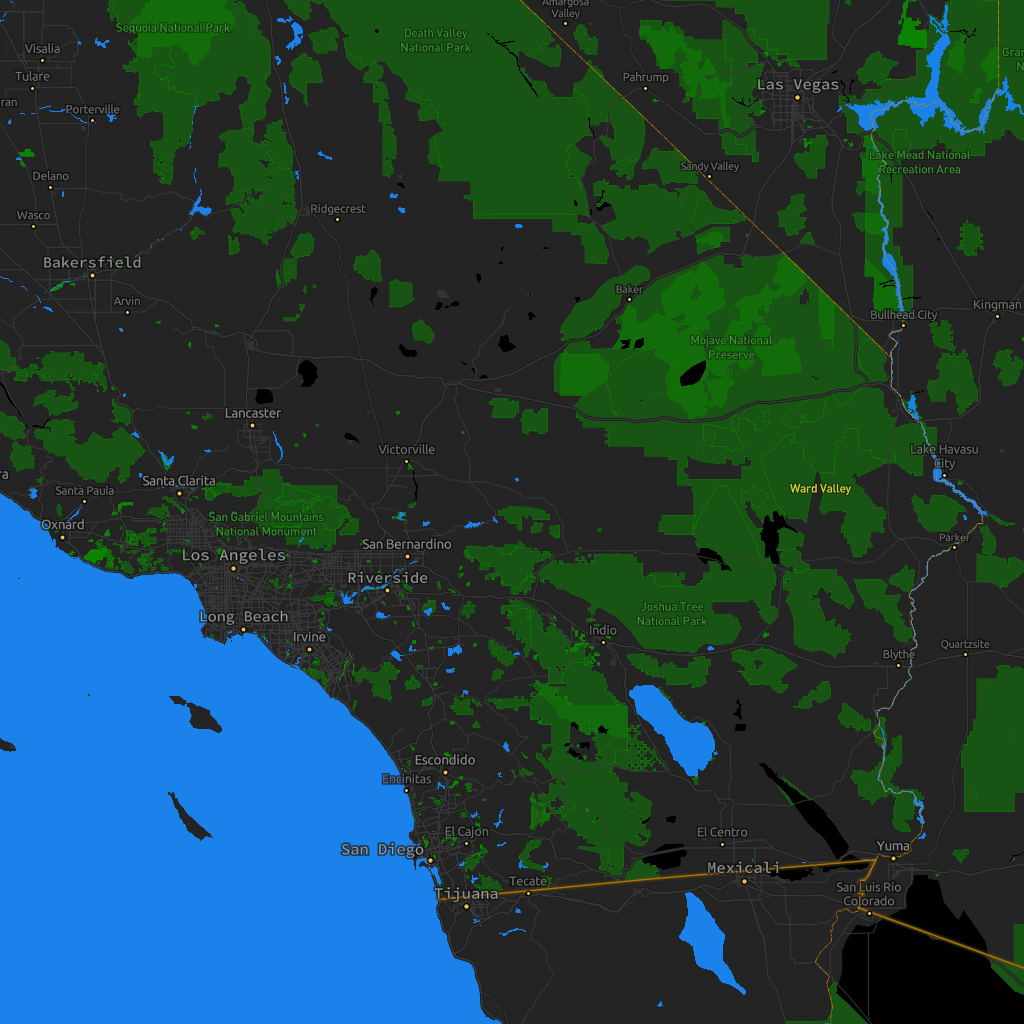 Amargosa
Valley
Sequoia National Park
Death Valley
National Park
Visalia
Tulare
Pahrump
Las Vegas
Porterville
Lake Mead National
Recreation Area
Sandy Valley
Delano
Wasco
Ridgecrest
Bakersfield
Baker
Arvin
Kingman
Bullhead City
Mojave National
Preserve
Lancaster
Victorville
Lake Havasu
City
Santa Clarita
Santa Paula
Ward Valley
San Gabriel Mountains
National Monument
Oxnard
Parker
San Bernardino
Los Angeles
Riverside
Joshua Tree
National Park
Long Beach
Irvine
Indio
Quartzsite
Blythe
Escondido
Encinitas
El Cajon
El Centro
San Diego
Yuma
Mexicali
Tecate
Tijuana
San Luis Río
Colorado